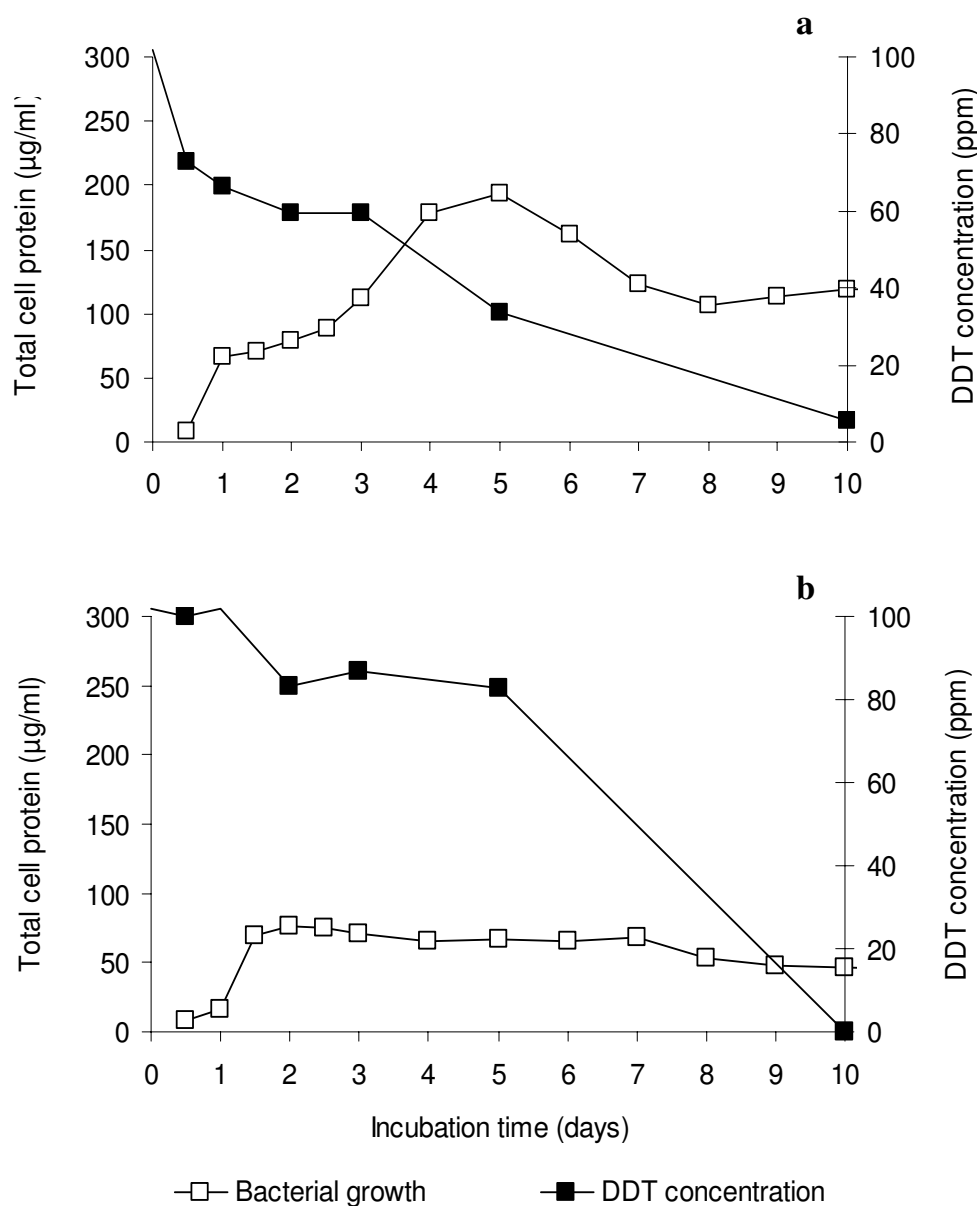 a
Total cell protein (µg/ml)
300
250
200
150
100
50
0
100
80
60
40
20
0
DDT concentration (ppm)
0 1 2 3 4 5 6 7 8 9 10
b
Total cell protein (µg/ml)
300
250
200
150
100
50
0
100
80
60
40
20
0
DDT concentration (ppm)
0 1 2 3 4 5 6 7 8 9 10
Incubation time (days)
Bacterial growth DDT concentration